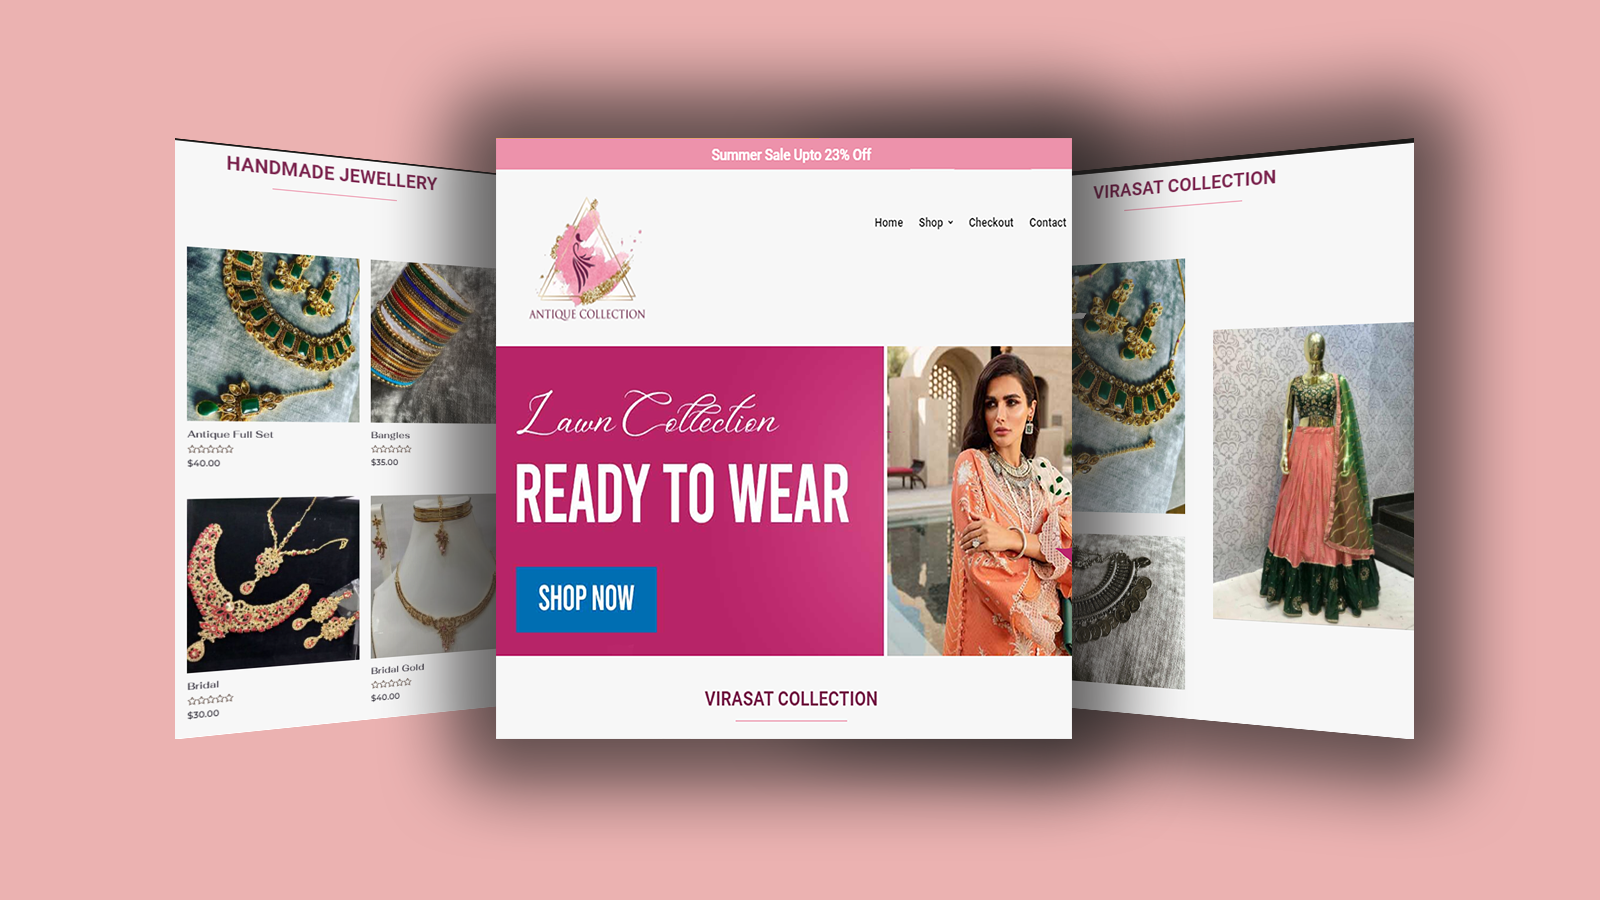 HANDMADE JEWELLERY
Antique Full Set
$40.00
Bangles
$35.00
Bridal
$30.00
Bridal Gold
$40.00
Summer Sale Upto 23% Off
ANTIQUE COLLECTION
Home Shop Checkout Contact
Lawn Collection
READY TO WEAR
SHOP NOW
VIRASAT COLLECTION
VIRASAT COLLECTION